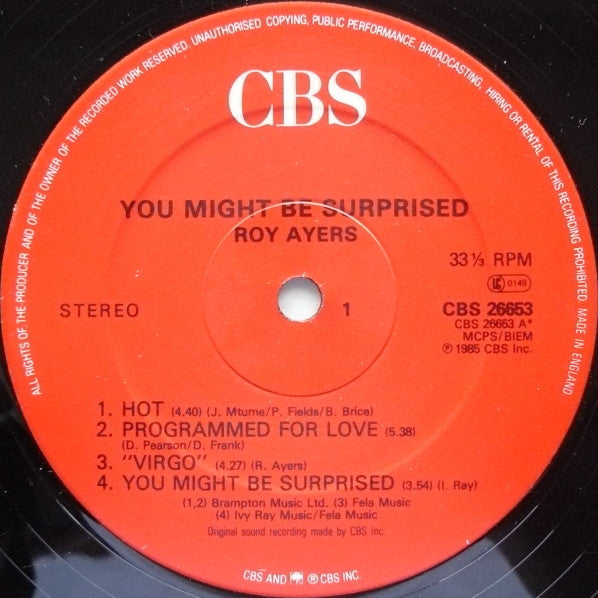 ALL RIGHTS OF THE PRODUCER AND OF THE OWNER OF THE RECORDED WORK RESERVED. UNAUTHORISED COPYING, PUBLIC PERFORMANCE, BROADCASTING, HIRING OR RENTAL OF THIS RECORDING PROHIBITED. MADE IN ENGLAND.
CBS
YOU MIGHT BE SURPRISED
ROY AYERS
33⅓ RPM
LC 0149
STEREO 1 CBS 26653
CBS 26653 A*
MCPS/BIEM
℗ 1985 CBS Inc.
1. HOT (4.40) (J. Mtume/P. Fields/B. Brice)
2. PROGRAMMED FOR LOVE (5.38)
(D. Pearson/D. Frank)
3. "VIRGO" (4.27) (R. Ayers)
4. YOU MIGHT BE SURPRISED (3.54) (I. Ray)
(1,2) Brampton Music Ltd. (3) Fela Music
(4) Ivy Ray Music/Fela Music
Original sound recording made by CBS Inc.
CBS AND ® CBS INC.